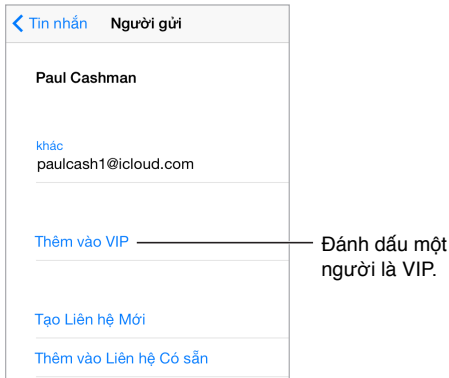 Tin nhắn Người gửi
Paul Cashman
khác
paulcash1@icloud.com
Thêm vào VIP
Đánh dấu một
người là VIP.
Tạo Liên hệ Mới
Thêm vào Liên hệ Có sẵn